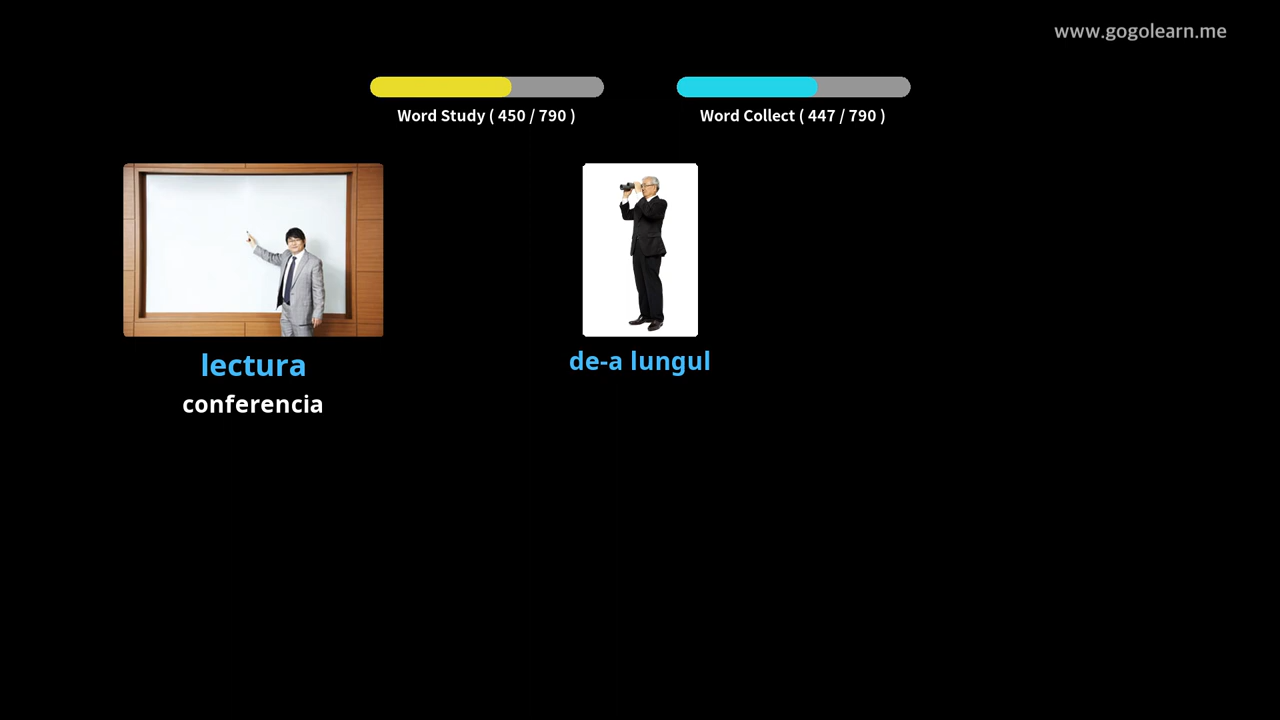 www.gogolearn.me
Word Study ( 450 / 790 )
Word Collect ( 447 / 790 )
lectura
conferencia
de-a lungul